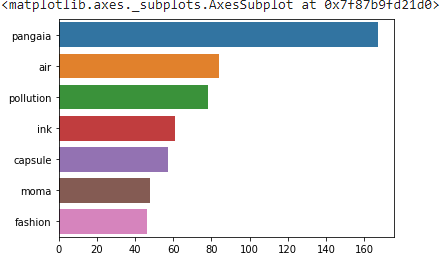 <matplotlib.axes._subplots.AxesSubplot at 0x7f87b9fd21d0>
pangaia
air
pollution
ink
capsule
moma
fashion
0 20 40 60 80 100 120 140 160